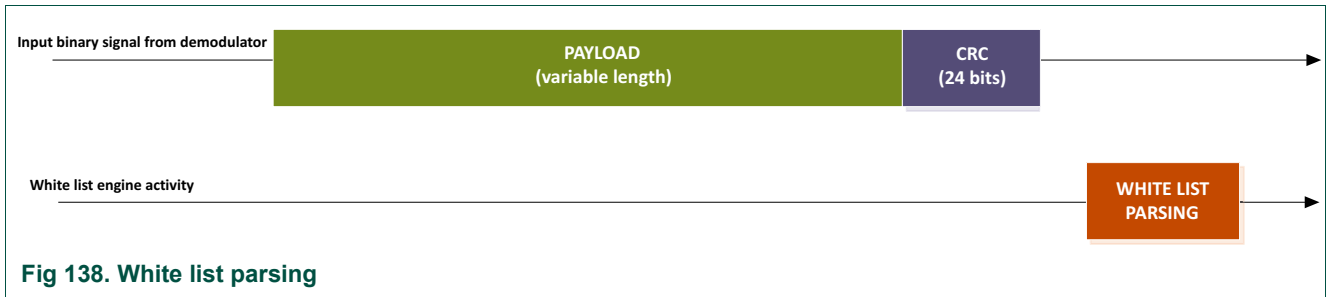 Input binary signal from demodulator
PAYLOAD
(variable length)
CRC
(24 bits)
White list engine activity
WHITE LIST
PARSING
Fig 138. White list parsing